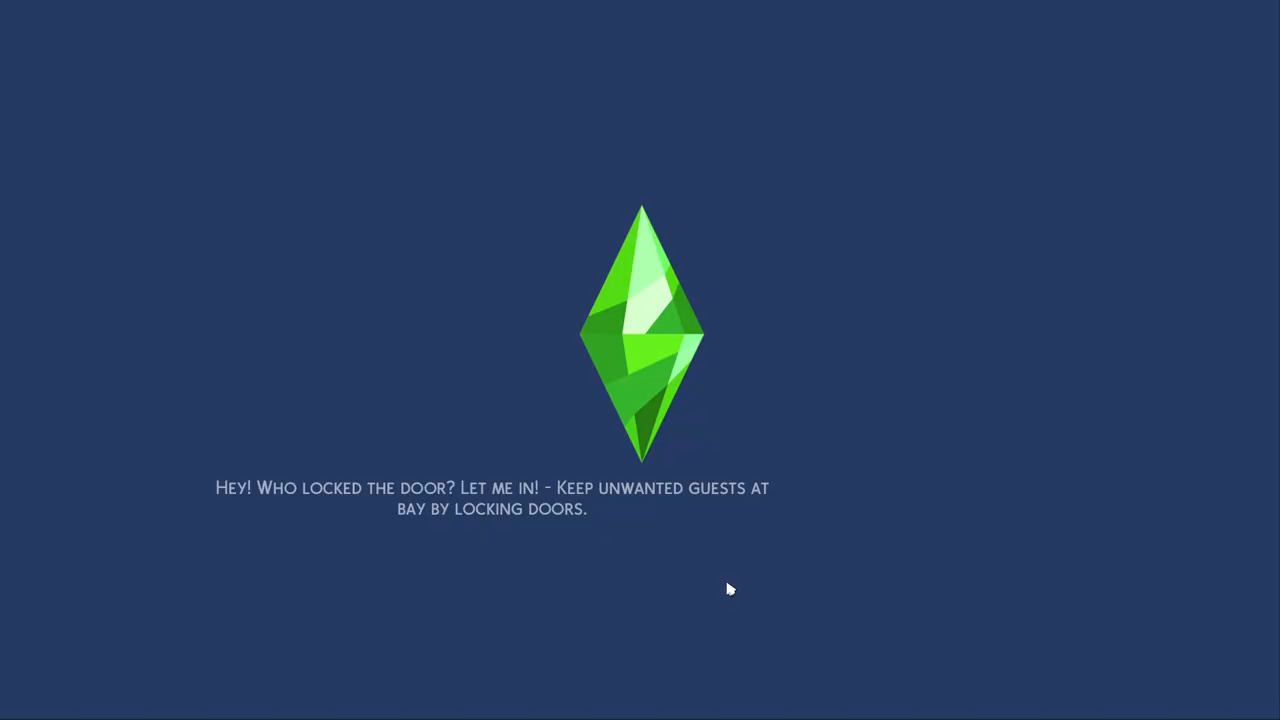 Hey! Who locked the door? Let me in! - Keep unwanted guests at
bay by locking doors.